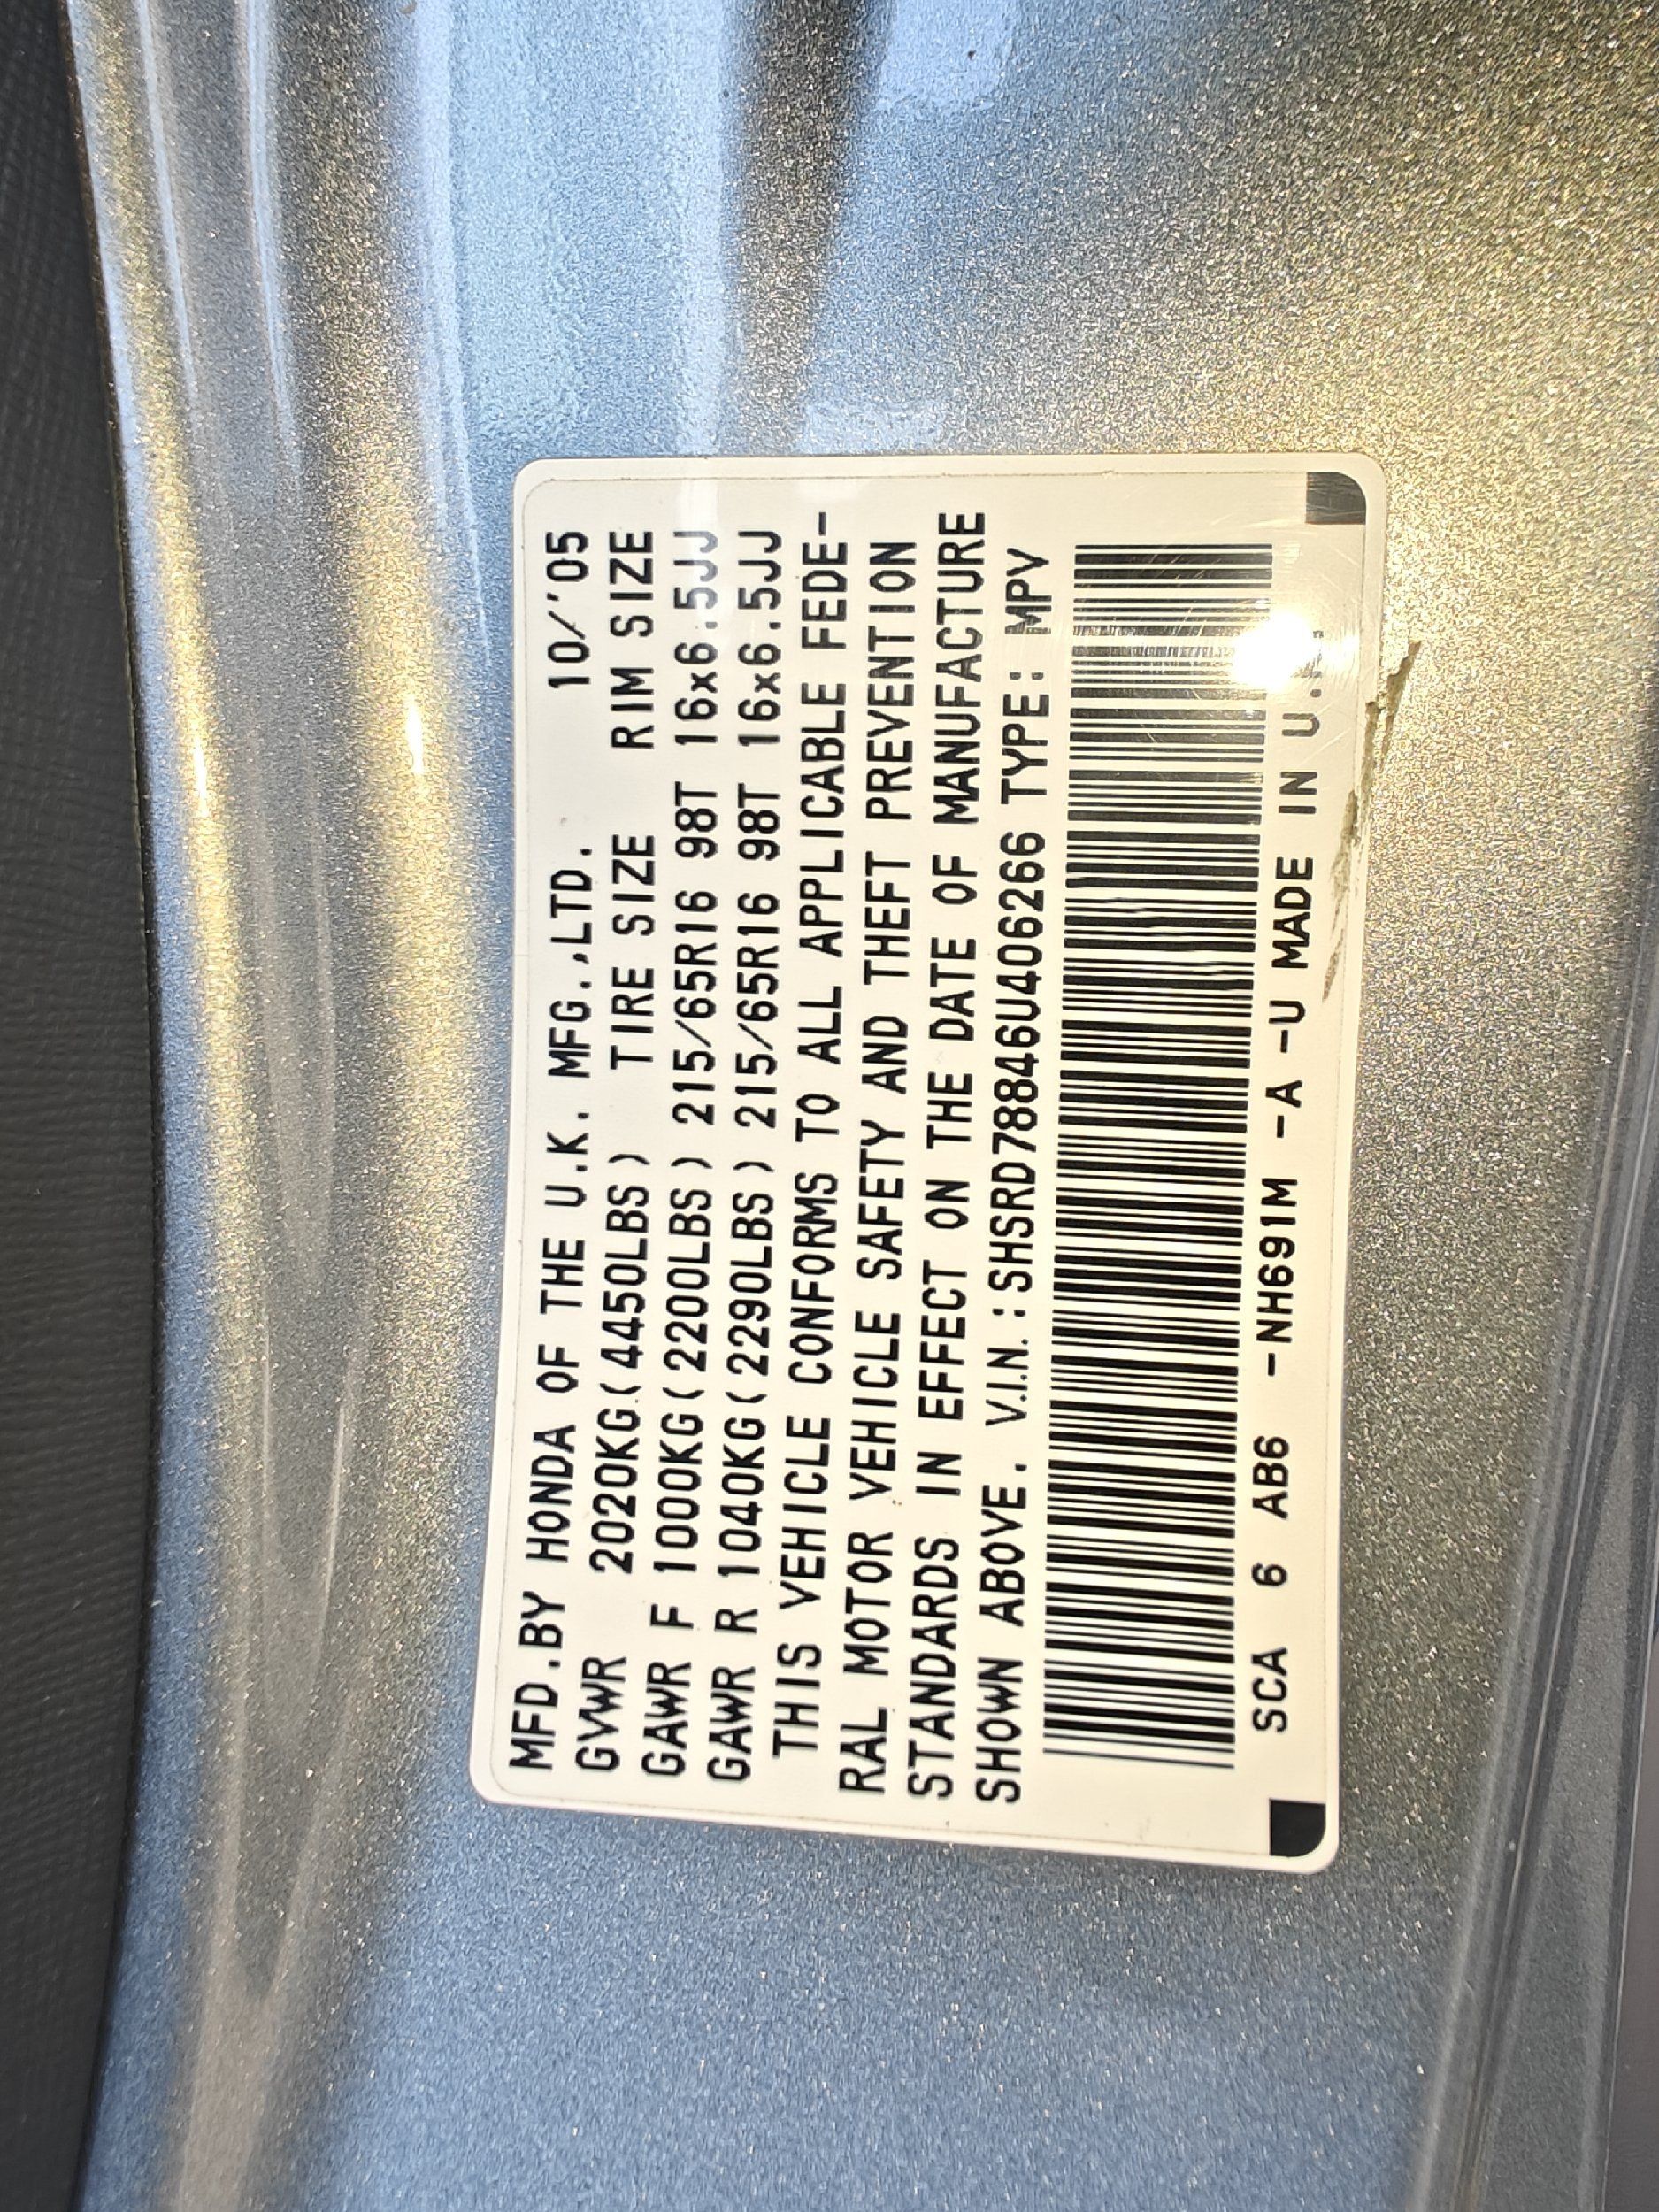 MFD.BY HONDA OF THE U.K. MFG.,LTD. 10/'05
GVWR 2020KG(4450LBS) TIRE SIZE RIM SIZE
GAWR F 1000KG(2200LBS) 215/65R16 98T 16x6.5JJ
GAWR R 1040KG(2290LBS) 215/65R16 98T 16x6.5JJ
THIS VEHICLE CONFORMS TO ALL APPLICABLE FEDE-
RAL MOTOR VEHICLE SAFETY AND THEFT PREVENTION
STANDARDS IN EFFECT ON THE DATE OF MANUFACTURE
SHOWN ABOVE. V.I.N.:SHSRD78846U406266 TYPE: MPV
SCA 6 AB6 -NH691M -A -U MADE IN